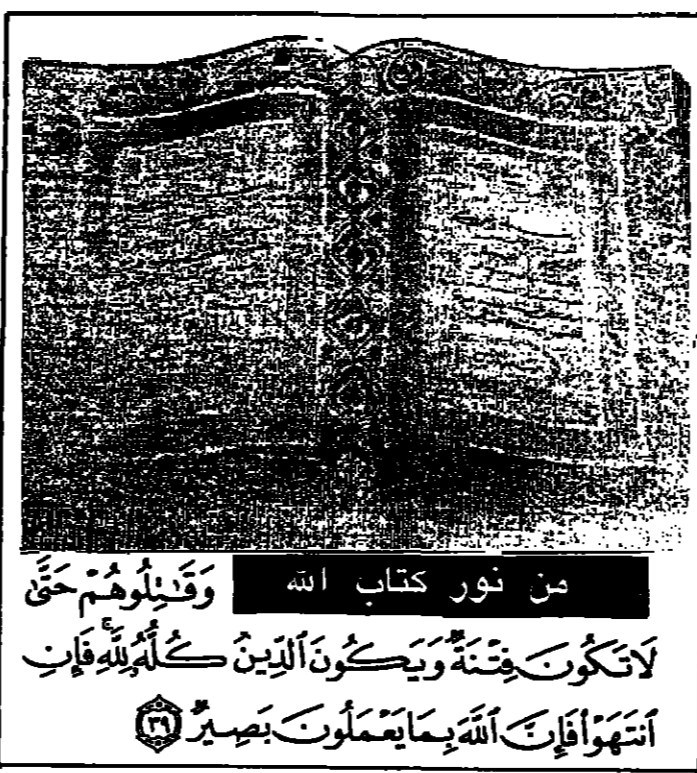 من نور كتاب الله
وَقَٰتِلُوهُمْ حَتَّىٰ
لَا تَكُونَ فِتْنَةٌ وَيَكُونَ ٱلدِّينُ كُلُّهُۥ لِلَّهِ ۚ فَإِنِ
ٱنتَهَوْا۟ فَإِنَّ ٱللَّهَ بِمَا يَعْمَلُونَ بَصِيرٌ ٣٩